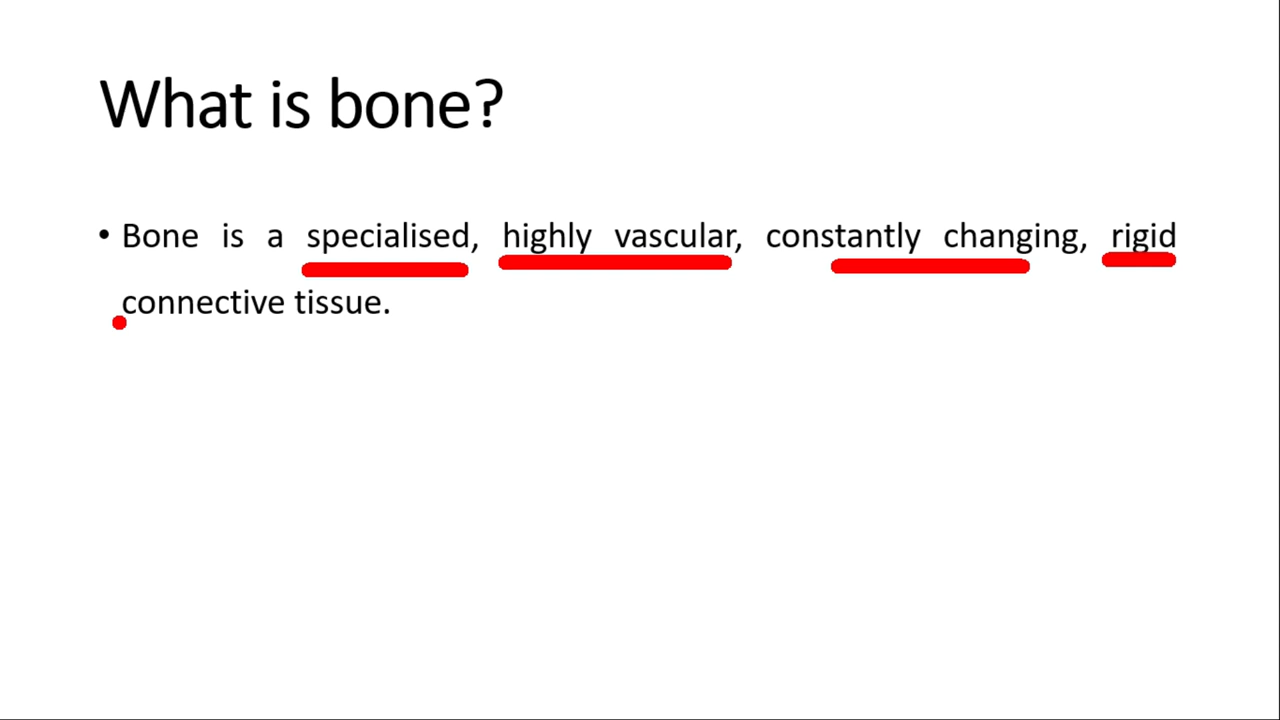 What is bone?
• Bone is a specialised, highly vascular, constantly changing, rigid
connective tissue.